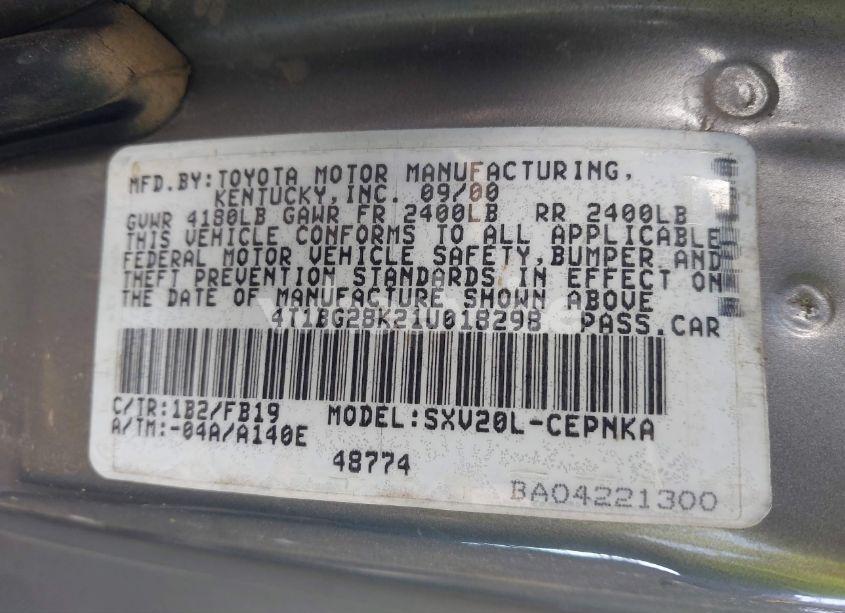 MFD.BY:TOYOTA MOTOR MANUFACTURING,
KENTUCKY,INC. 09/00
GVWR 4180LB GAWR FR 2400LB RR 2400LB
THIS VEHICLE CONFORMS TO ALL APPLICABLE
FEDERAL MOTOR VEHICLE SAFETY,BUMPER AND
THEFT PREVENTION STANDARDS IN EFFECT ON
THE DATE OF MANUFACTURE SHOWN ABOVE
4T1BG28K21U018298 PASS.CAR
C/TR:1B2/FB19 MODEL:SXV20L-CEPNKA
A/TM:-04A/A140E
48774
BA04221300